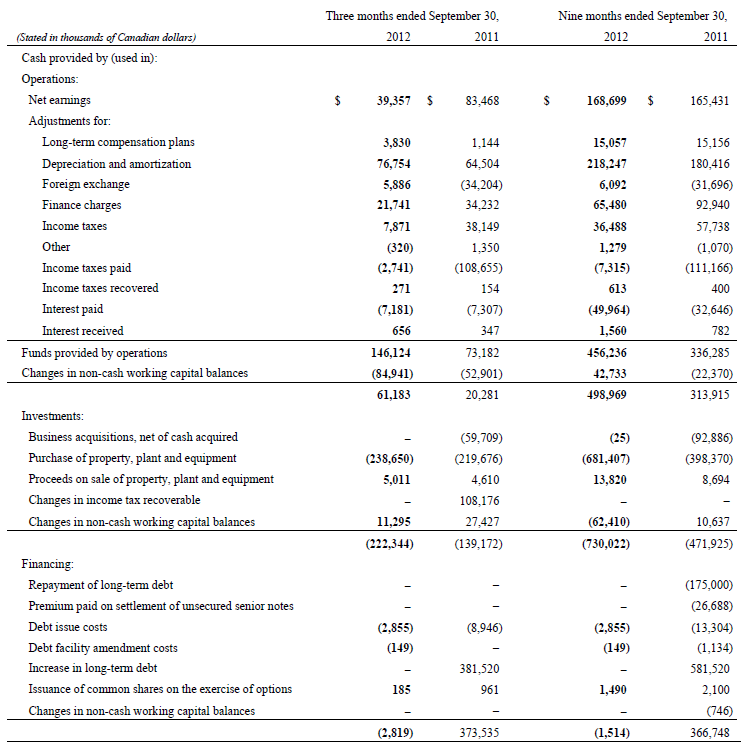 Three months ended September 30, Nine months ended September 30,
(Stated in thousands of Canadian dollars) 2012 2011 2012 2011
Cash provided by (used in):
Operations:
Net earnings $ 39,357 $ 83,468 $ 168,699 $ 165,431
Adjustments for:
Long-term compensation plans 3,830 1,144 15,057 15,156
Depreciation and amortization 76,754 64,504 218,247 180,416
Foreign exchange 5,886 (34,204) 6,092 (31,696)
Finance charges 21,741 34,232 65,480 92,940
Income taxes 7,871 38,149 36,488 57,738
Other (320) 1,350 1,279 (1,070)
Income taxes paid (2,741) (108,655) (7,315) (111,166)
Income taxes recovered 271 154 613 400
Interest paid (7,181) (7,307) (49,964) (32,646)
Interest received 656 347 1,560 782
Funds provided by operations 146,124 73,182 456,236 336,285
Changes in non-cash working capital balances (84,941) (52,901) 42,733 (22,370)
61,183 20,281 498,969 313,915
Investments:
Business acquisitions, net of cash acquired – (59,709) (25) (92,886)
Purchase of property, plant and equipment (238,650) (219,676) (681,407) (398,370)
Proceeds on sale of property, plant and equipment 5,011 4,610 13,820 8,694
Changes in income tax recoverable – 108,176 – –
Changes in non-cash working capital balances 11,295 27,427 (62,410) 10,637
(222,344) (139,172) (730,022) (471,925)
Financing:
Repayment of long-term debt – – – (175,000)
Premium paid on settlement of unsecured senior notes – – – (26,688)
Debt issue costs (2,855) (8,946) (2,855) (13,304)
Debt facility amendment costs (149) – (149) (1,134)
Increase in long-term debt – 381,520 – 581,520
Issuance of common shares on the exercise of options 185 961 1,490 2,100
Changes in non-cash working capital balances – – – (746)
(2,819) 373,535 (1,514) 366,748